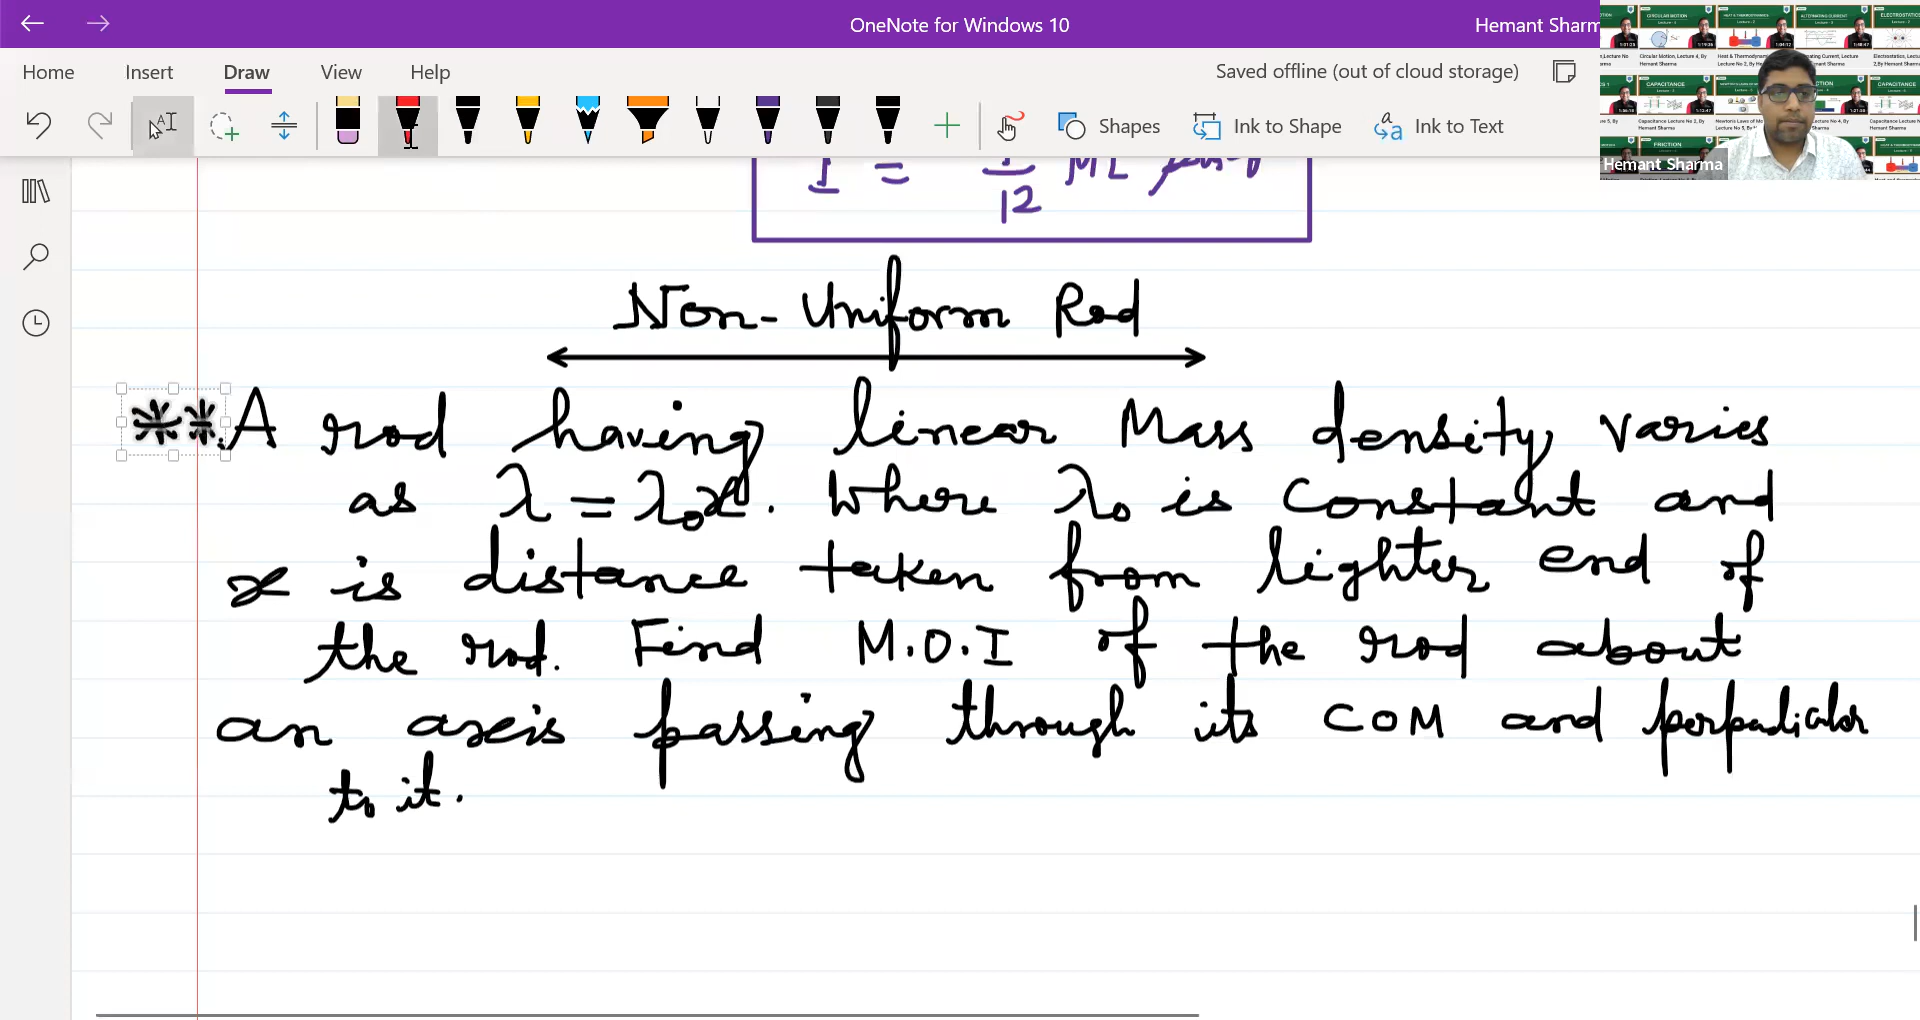 OneNote for Windows 10
Hemant Sharm
Home Insert Draw View Help
Saved offline (out of cloud storage)
Shapes Ink to Shape Ink to Text
Hemant Sharma
I = 1/12 ML
Non-Uniform Rod
**.A rod having linear Mass density varies
as λ = λ₀x. Where λ₀ is constant and
x is distance taken from lighter end of
the rod. Find M.O.I of the rod about
an axis passing through its COM and perpadicular
to it.